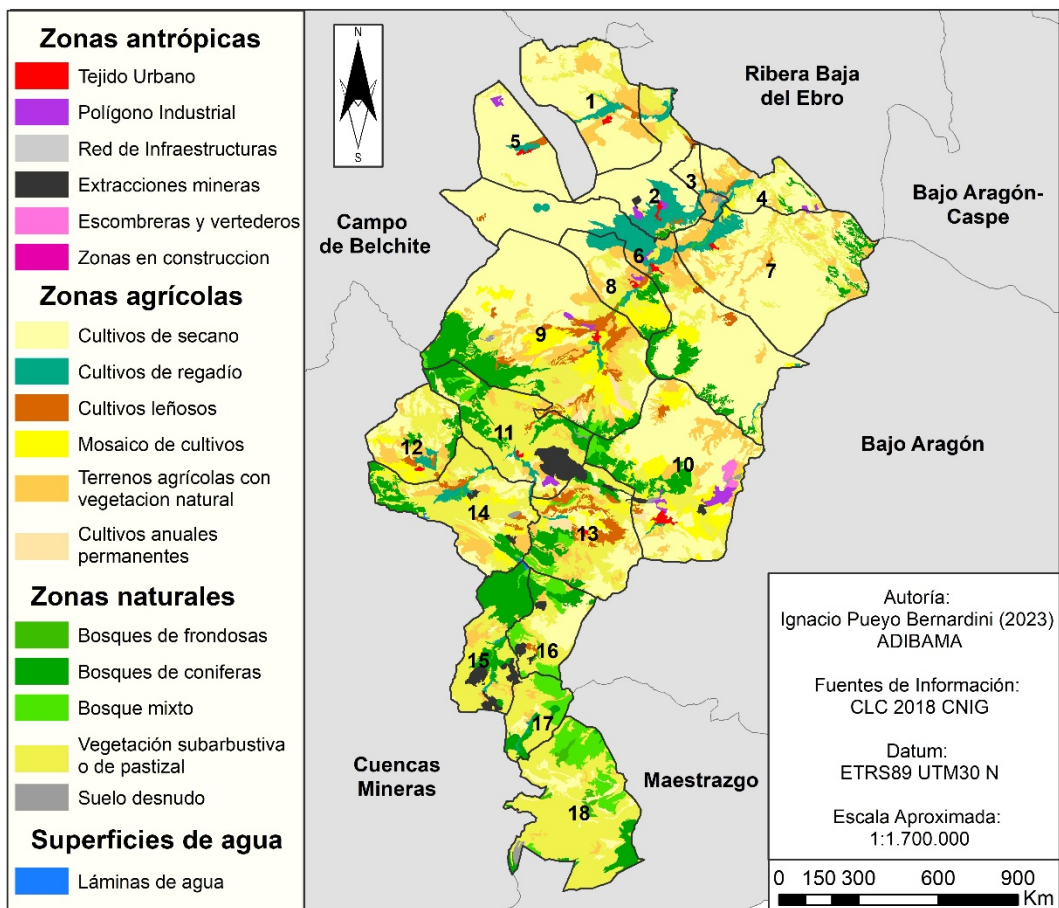 Zonas antrópicas
Tejido Urbano
Polígono Industrial
Red de Infraestructuras
Extracciones mineras
Escombreras y vertederos
Zonas en construccion
Zonas agrícolas
Cultivos de secano
Cultivos de regadío
Cultivos leñosos
Mosaico de cultivos
Terrenos agrícolas con
vegetacion natural
Cultivos anuales
permanentes
Zonas naturales
Bosques de frondosas
Bosques de coniferas
Bosque mixto
Vegetación subarbustiva
o de pastizal
Suelo desnudo
Superficies de agua
Láminas de agua
N
S
Ribera Baja
del Ebro
Bajo Aragón-
Caspe
Campo
de Belchite
Bajo Aragón
Cuencas
Mineras
Maestrazgo
1
5
3
2
4
6
7
8
9
11
10
12
14
13
16
15
17
18
Autoría:
Ignacio Pueyo Bernardini (2023)
ADIBAMA
Fuentes de Información:
CLC 2018 CNIG
Datum:
ETRS89 UTM30 N
Escala Aproximada:
1:1.700.000
0 150 300 600 900
Km